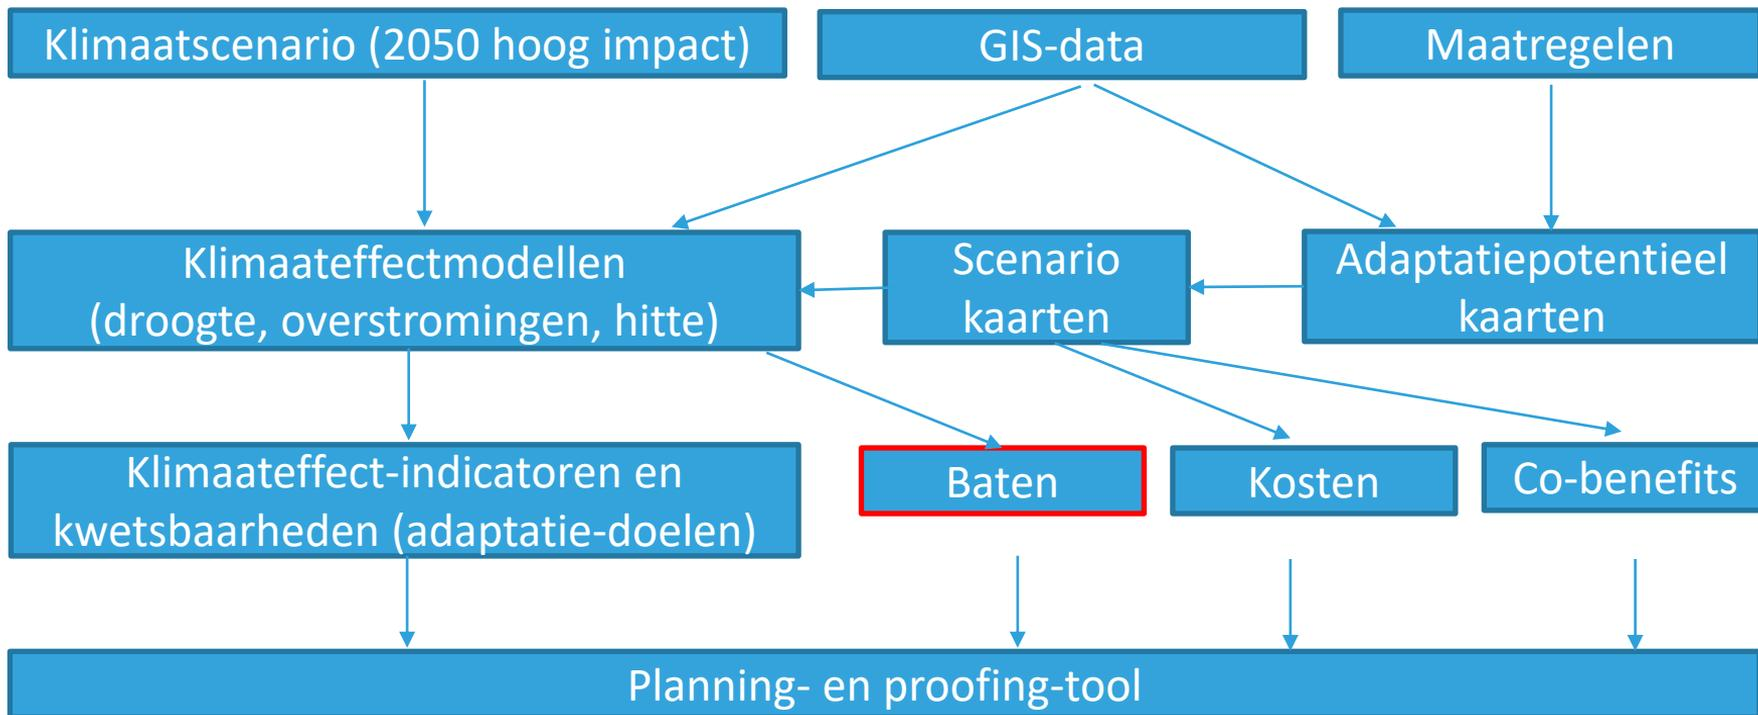 Klimaatscenario (2050 hoog impact)
GIS-data
Maatregelen
Klimaateffectmodellen
(droogte, overstromingen, hitte)
Scenario
kaarten
Adaptatiepotentieel
kaarten
Klimaateffect-indicatoren en
kwetsbaarheden (adaptatie-doelen)
Baten
Kosten
Co-benefits
Planning- en proofing-tool